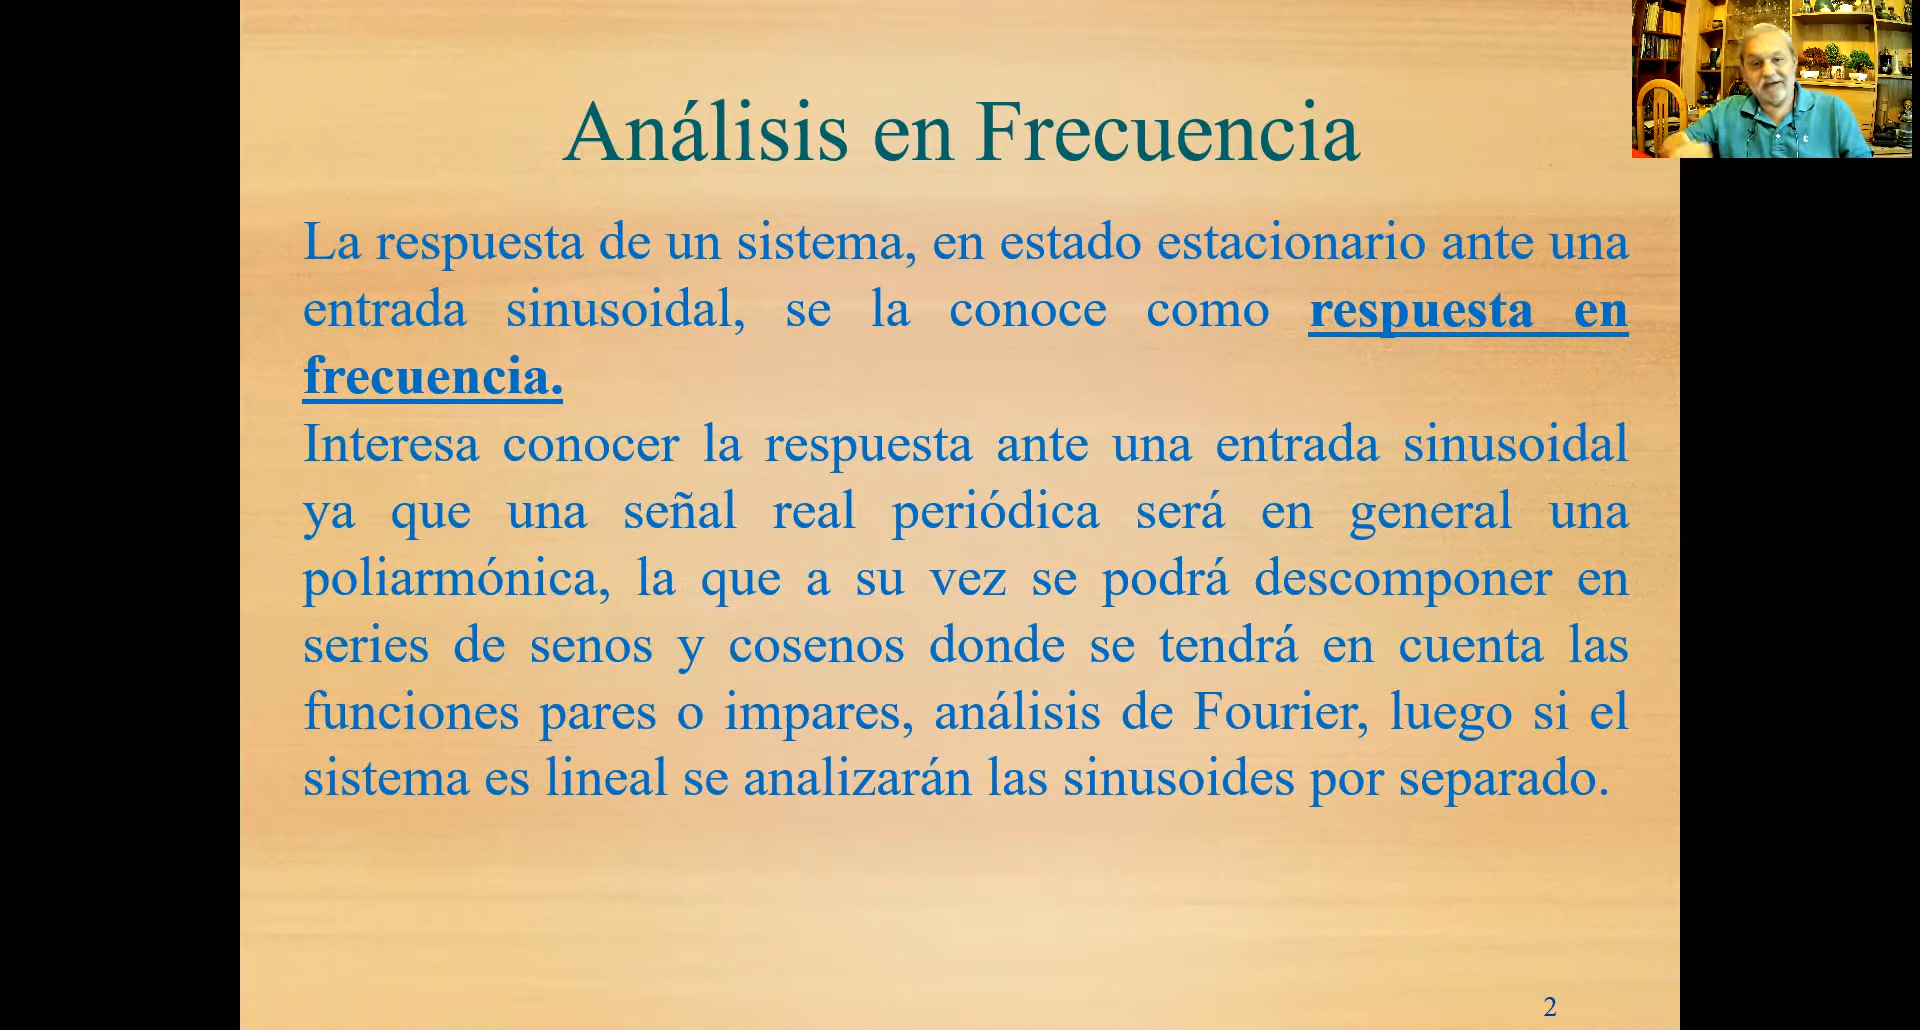 Análisis en Frecuencia
La respuesta de un sistema, en estado estacionario ante una
entrada sinusoidal, se la conoce como respuesta en
frecuencia.
Interesa conocer la respuesta ante una entrada sinusoidal
ya que una señal real periódica será en general una
poliarmónica, la que a su vez se podrá descomponer en
series de senos y cosenos donde se tendrá en cuenta las
funciones pares o impares, análisis de Fourier, luego si el
sistema es lineal se analizarán las sinusoides por separado.
2